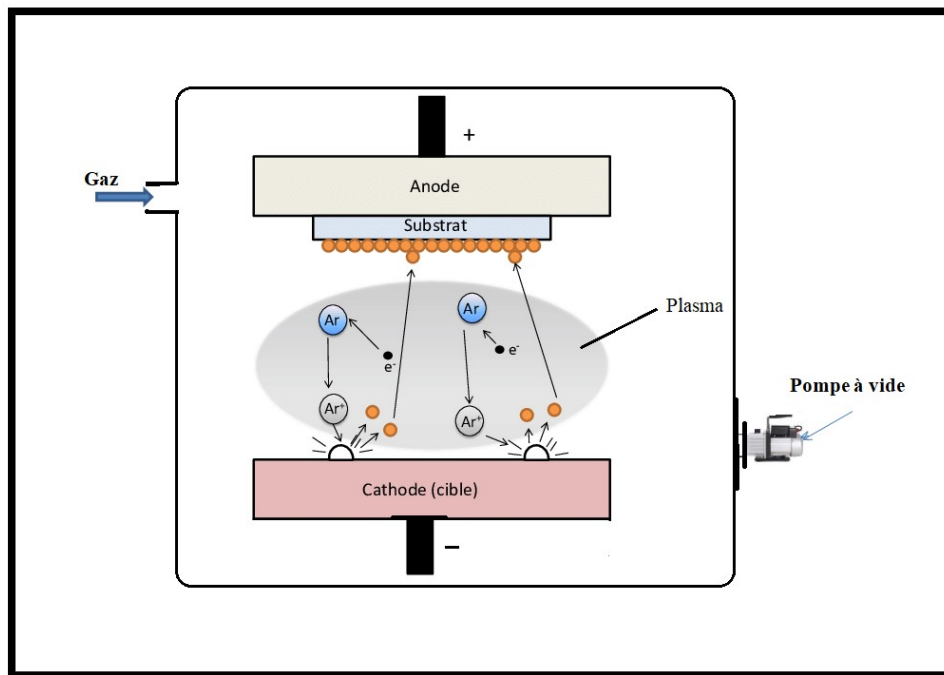 +
Gaz
Anode
Substrat
Ar
Ar
Plasma
e-
e-
Pompe à vide
Ar+
Ar+
Cathode (cible)
–